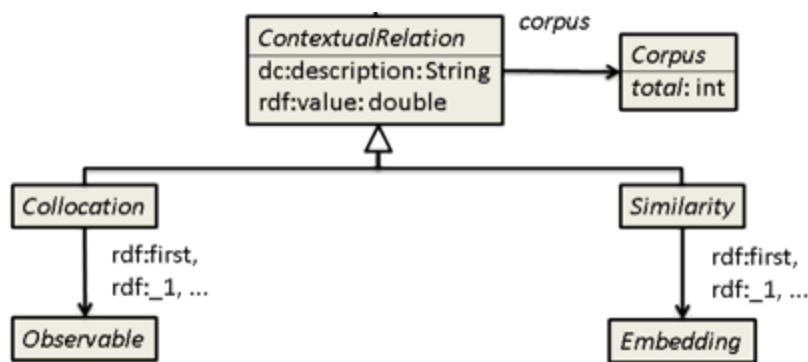 ContextualRelation
dc:description: String
rdf:value: double
corpus
Corpus
total: int
Collocation
Similarity
rdf:first,
rdf:_1, ...
rdf:first,
rdf:_1, ...
Observable
Embedding